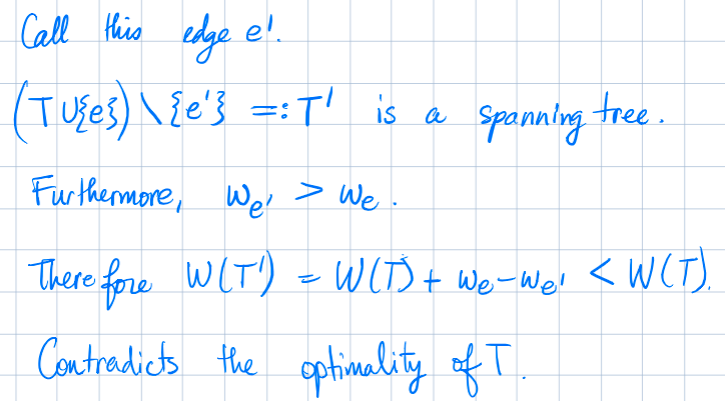 Call this edge e'.
(T ∪ {e}) \ {e'} =: T' is a spanning tree.
Furthermore, w_e' > w_e.
Therefore W(T') = W(T) + w_e - w_e' < W(T).
Contradicts the optimality of T.